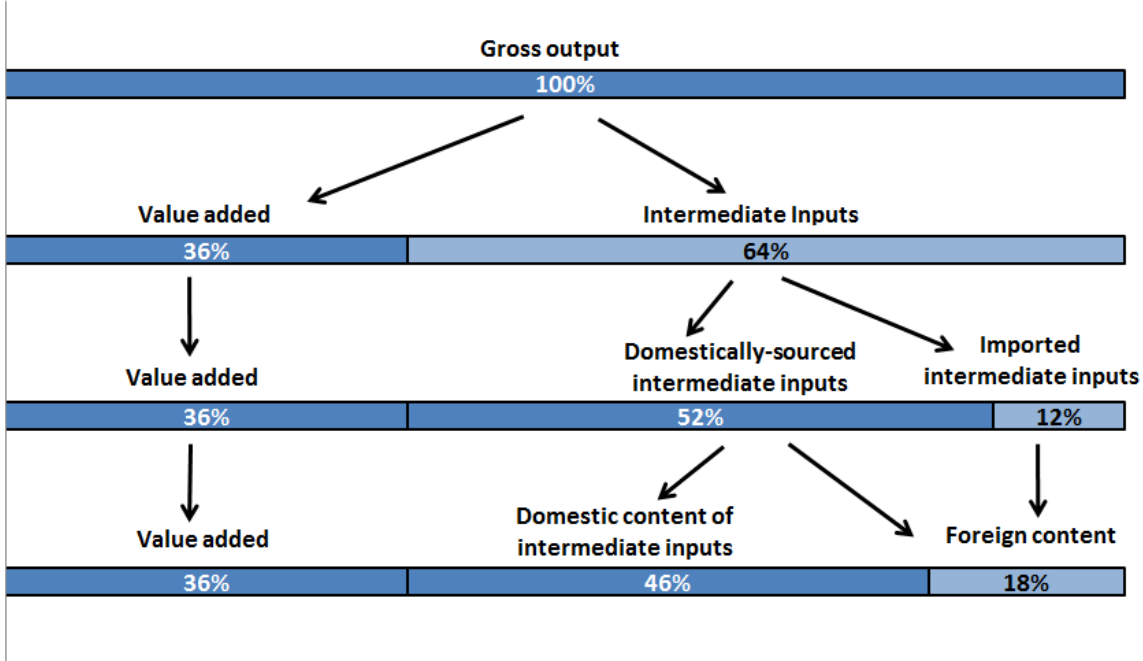 Gross output
100%
Value added
Intermediate Inputs
36%
64%
Value added
Domestically-sourced
intermediate inputs
Imported
intermediate inputs
36%
52%
12%
Value added
Domestic content of
intermediate inputs
Foreign content
36%
46%
18%